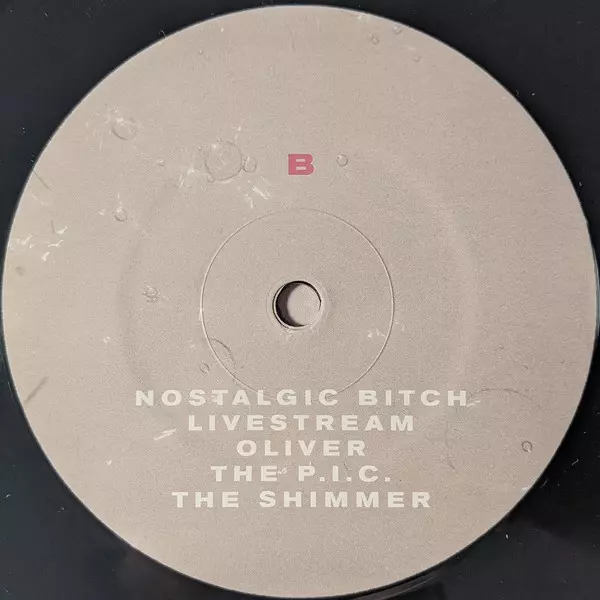 B
NOSTALGIC BITCH
LIVESTREAM
OLIVER
THE P.I.C.
THE SHIMMER